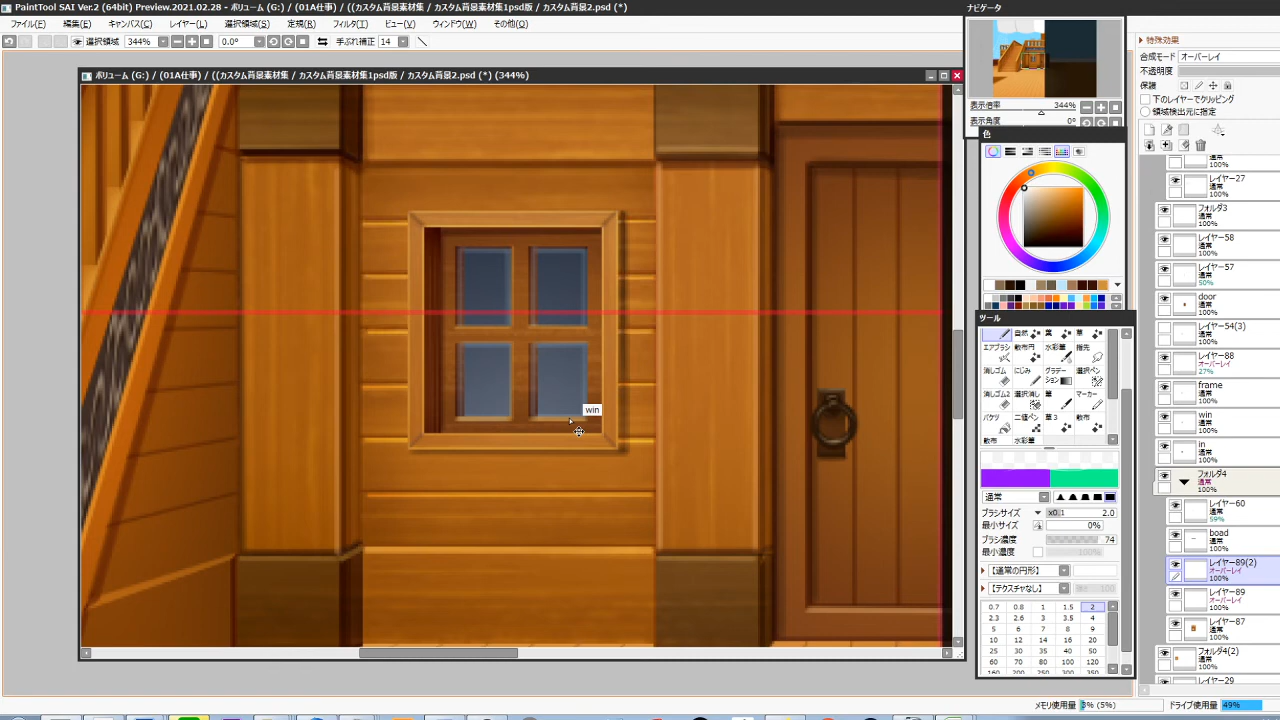 PaintTool SAI Ver.2 (64bit) Preview.2021.02.28 - ボリューム (G:) / (01A仕事) / ((カスタム背景素材集 / カスタム背景素材集1psd版 / カスタム背景2.psd (*)
ファイル(F) 編集(E) キャンバス(C) レイヤー(L) 選択領域(S) 定規(R) フィルタ(T) ビュー(V) ウィンドウ(W) その他(O)
選択領域 344% 0.0° 手ぶれ補正 14
ボリューム (G:) / (01A仕事) / ((カスタム背景素材集 / カスタム背景素材集1psd版 / カスタム背景2.psd (*) (344%)
win
ナビゲータ
表示倍率 344%
表示角度 0°
色
ツール
自然 葉 草
エアブラシ 散布円 水彩筆 指先
消しゴム にじみ グラデーション 選択ペン
消しゴム2 選択消し 筆 マーカー
バケツ 二値ペン 筆3
散布 水彩筆
通常
ブラシサイズ x0.1 2.0
最小サイズ 0%
ブラシ濃度 74
最小濃度 100%
【通常の円形】
【テクスチャなし】
0.7 0.8 1 1.5 2
2.3 2.6 3 3.5 4
5 6 7 8 9
10 12 14 16 20
25 30 35 40 50
60 70 80 100 120
160 200 250 300
特殊効果
合成モード オーバーレイ
不透明度
保護
下のレイヤーでクリッピング
領域検出元に指定
通常
100%
レイヤー27
通常
100%
フォルダ3
通常
100%
レイヤー58
通常
100%
レイヤー57
通常
50%
door
通常
100%
レイヤー54(3)
通常
100%
レイヤー88
オーバーレイ
27%
frame
通常
100%
win
通常
100%
in
通常
100%
フォルダ4
通常
100%
レイヤー60
通常
59%
boad
通常
100%
レイヤー89(2)
オーバーレイ
100%
レイヤー89
オーバーレイ
100%
レイヤー87
通常
100%
フォルダ4(2)
通常
100%
レイヤー29
メモリ使用量 3% (5%) ドライブ使用量 49%